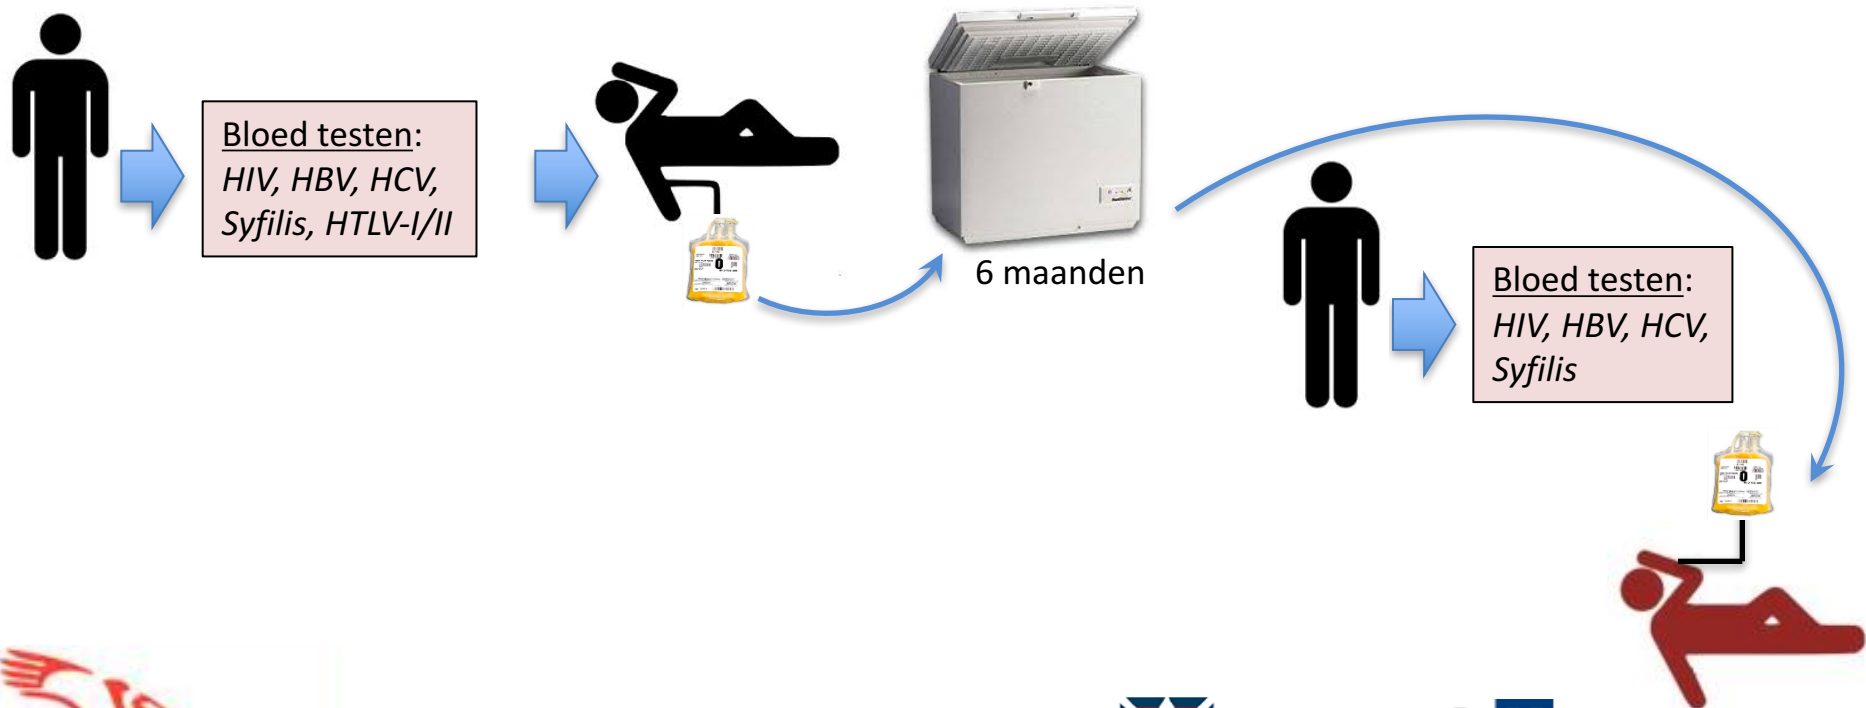 Bloed testen:
HIV, HBV, HCV,
Syfilis, HTLV-I/II
6 maanden
Bloed testen:
HIV, HBV, HCV,
Syfilis